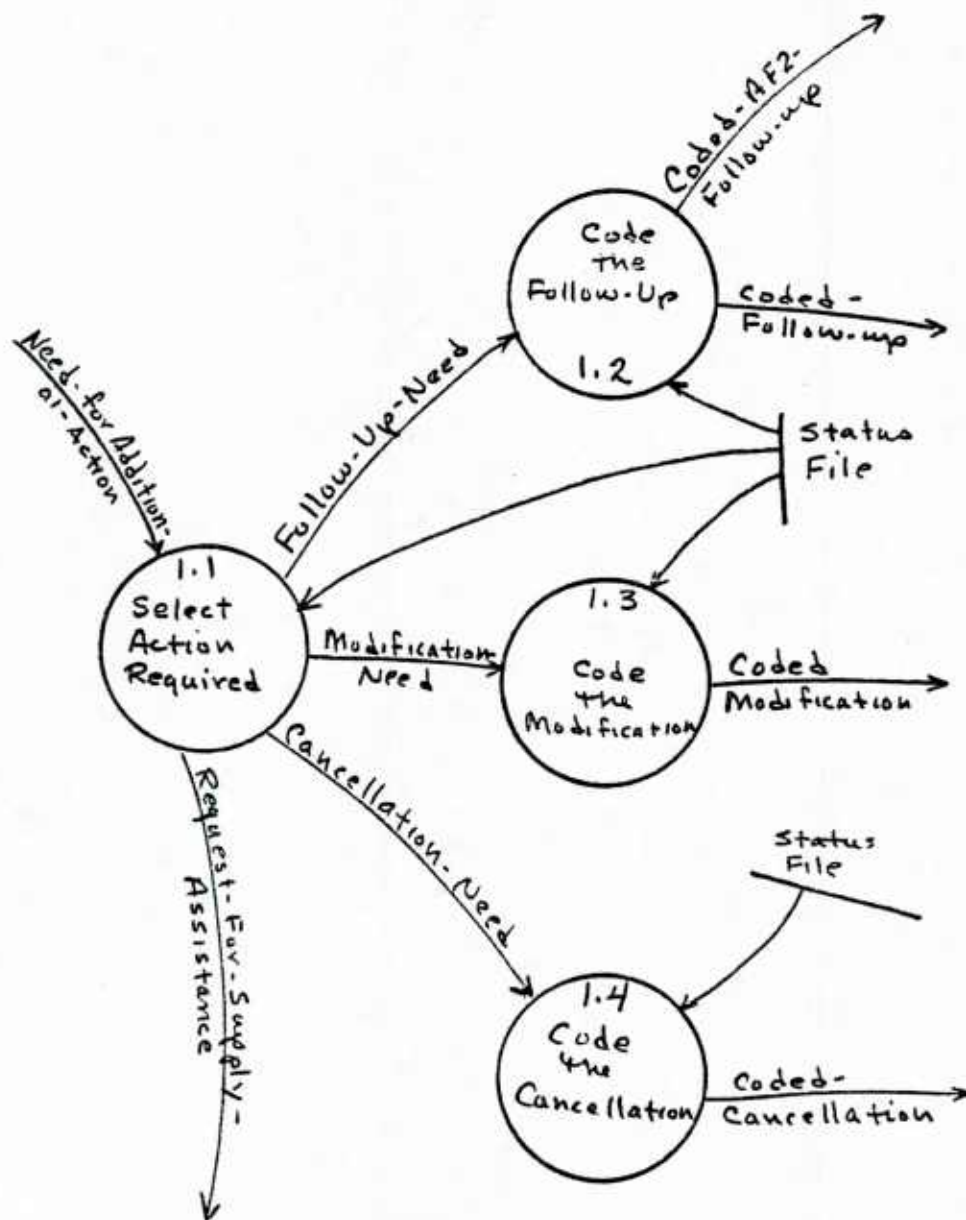 Coded-AF2-
Follow-up
Code
the
Follow-Up
1.2
Coded-
Follow-up
Need-for-Addition-
al-Action
Follow-Up-Need
Status
File
1.1
Select
Action
Required
Modification
Need
1.3
Code
the
Modification
Coded
Modification
Cancellation-Need
Request-For-Supply-
Assistance
Status
File
1.4
Code
the
Cancellation
Coded-
Cancellation